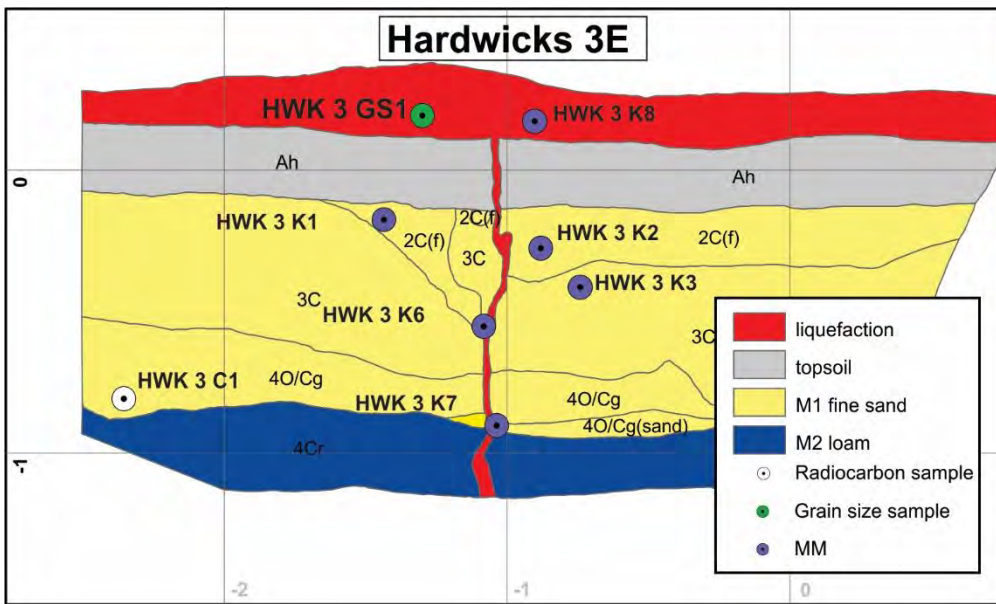 Hardwicks 3E
HWK 3 GS1
HWK 3 K8
Ah
Ah
0
HWK 3 K1
2C(f)
2C(f)
3C
HWK 3 K2
2C(f)
HWK 3 K3
3C
HWK 3 K6
3C
HWK 3 C1
4O/Cg
HWK 3 K7
4O/Cg
4O/Cg(sand)
4Cr
-1
-2
-1
0
liquefaction
topsoil
M1 fine sand
M2 loam
Radiocarbon sample
Grain size sample
MM